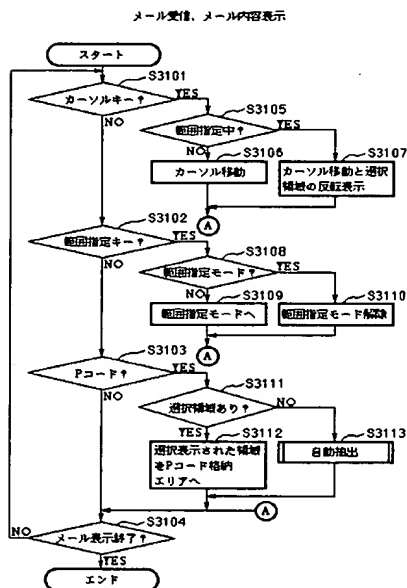 メール受信、メール内容表示
スタート
S3101
カーソルキー?
YES
NO
S3105
範囲指定中?
YES
NO
S3106
カーソル移動
S3107
カーソル移動と選択
領域の反転表示
A
S3102
範囲指定キー?
YES
NO
S3108
範囲指定モード?
YES
NO
S3109
範囲指定モードへ
S3110
範囲指定モード解除
A
S3103
Pコード?
YES
NO
S3111
選択領域あり?
NO
YES
S3112
選択表示された領域
をPコード格納
エリアへ
S3113
自動抽出
A
S3104
メール表示終了?
NO
YES
エンド